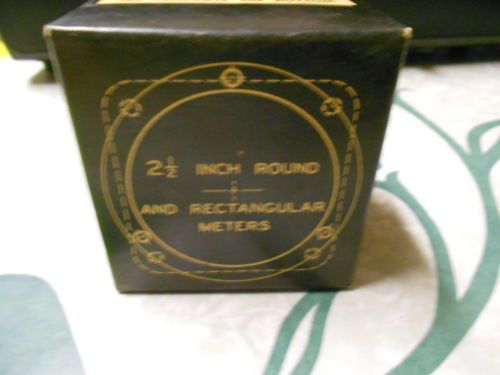 2½ INCH ROUND
AND RECTANGULAR
METERS